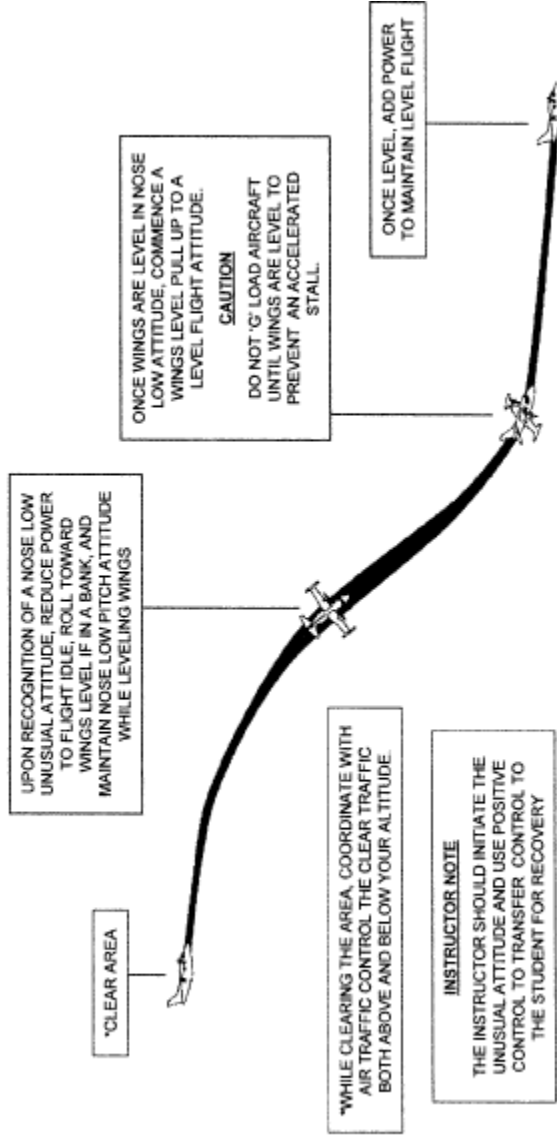 *CLEAR AREA
UPON RECOGNITION OF A NOSE LOW
UNUSUAL ATTITUDE, REDUCE POWER
TO FLIGHT IDLE, ROLL TOWARD
WINGS LEVEL IF IN A BANK, AND
MAINTAIN NOSE LOW PITCH ATTITUDE
WHILE LEVELING WINGS
ONCE WINGS ARE LEVEL IN NOSE
LOW ATTITUDE, COMMENCE A
WINGS LEVEL PULL UP TO A
LEVEL FLIGHT ATTITUDE.
CAUTION
DO NOT 'G' LOAD AIRCRAFT
UNTIL WINGS ARE LEVEL TO
PREVENT AN ACCELERATED
STALL.
ONCE LEVEL, ADD POWER
TO MAINTAIN LEVEL FLIGHT
*WHILE CLEARING THE AREA, COORDINATE WITH
AIR TRAFFIC CONTROL THE CLEAR TRAFFIC
BOTH ABOVE AND BELOW YOUR ALTITUDE.
INSTRUCTOR NOTE
THE INSTRUCTOR SHOULD INITIATE THE
UNUSUAL ATTITUDE AND USE POSITIVE
CONTROL TO TRANSFER CONTROL TO
THE STUDENT FOR RECOVERY